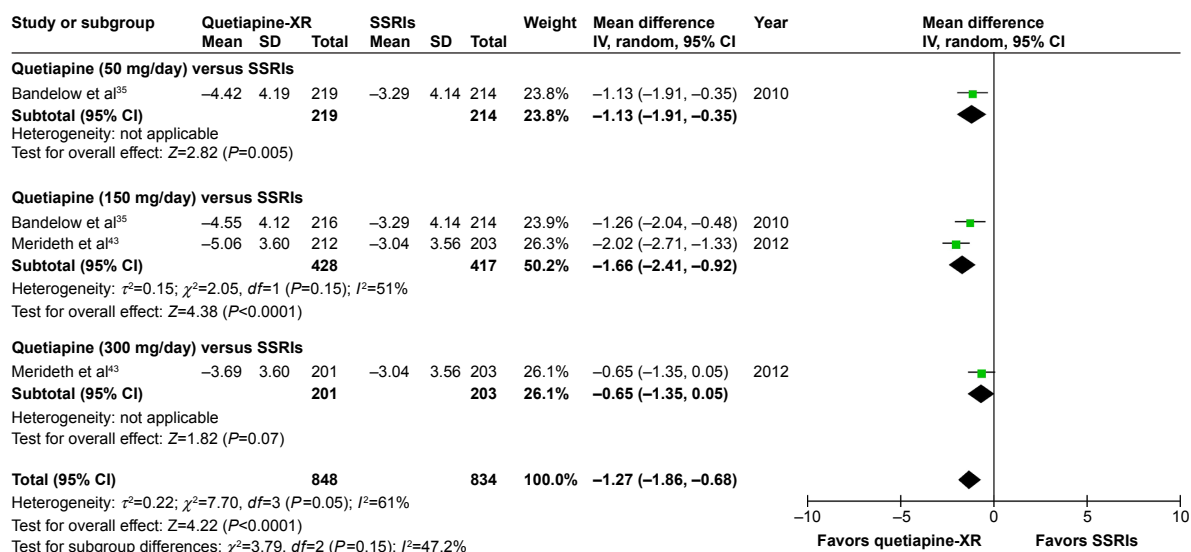 Study or subgroup Quetiapine-XR SSRIs Weight Mean difference Year Mean difference
Mean SD Total Mean SD Total IV, random, 95% CI IV, random, 95% CI
Quetiapine (50 mg/day) versus SSRIs
Bandelow et al³⁵ –4.42 4.19 219 –3.29 4.14 214 23.8% –1.13 (–1.91, –0.35) 2010
Subtotal (95% CI) 219 214 23.8% –1.13 (–1.91, –0.35)
Heterogeneity: not applicable
Test for overall effect: Z=2.82 (P=0.005)
Quetiapine (150 mg/day) versus SSRIs
Bandelow et al³⁵ –4.55 4.12 216 –3.29 4.14 214 23.9% –1.26 (–2.04, –0.48) 2010
Merideth et al⁴³ –5.06 3.60 212 –3.04 3.56 203 26.3% –2.02 (–2.71, –1.33) 2012
Subtotal (95% CI) 428 417 50.2% –1.66 (–2.41, –0.92)
Heterogeneity: τ²=0.15; χ²=2.05, df=1 (P=0.15); I²=51%
Test for overall effect: Z=4.38 (P<0.0001)
Quetiapine (300 mg/day) versus SSRIs
Merideth et al⁴³ –3.69 3.60 201 –3.04 3.56 203 26.1% –0.65 (–1.35, 0.05) 2012
Subtotal (95% CI) 201 203 26.1% –0.65 (–1.35, 0.05)
Heterogeneity: not applicable
Test for overall effect: Z=1.82 (P=0.07)
Total (95% CI) 848 834 100.0% –1.27 (–1.86, –0.68)
Heterogeneity: τ²=0.22; χ²=7.70, df=3 (P=0.05); I²=61%
Test for overall effect: Z=4.22 (P<0.0001)
Test for subgroup differences: χ²=3.79, df=2 (P=0.15); I²=47.2%
–10 –5 0 5 10
Favors quetiapine-XR Favors SSRIs